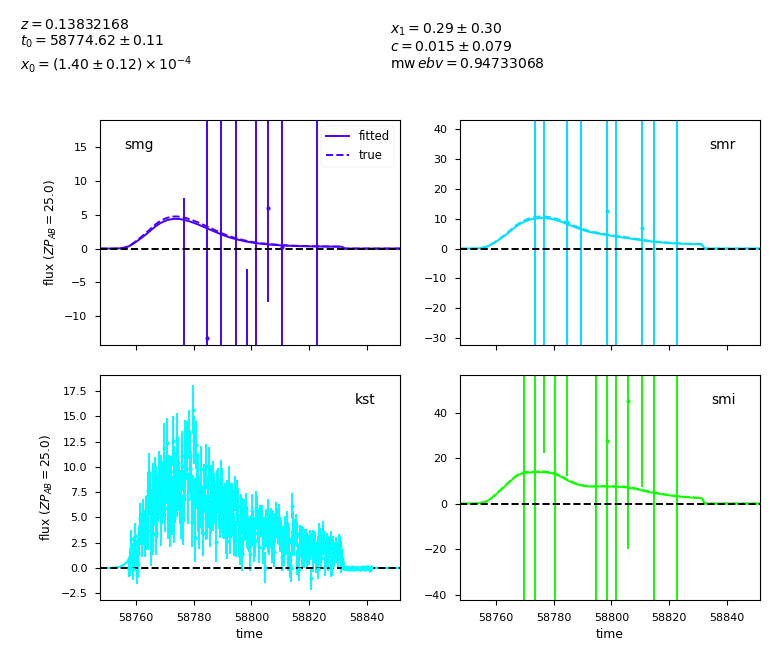 z = 0.13832168
t₀ = 58774.62 ± 0.11
x₀ = (1.40 ± 0.12) × 10⁻⁴
x₁ = 0.29 ± 0.30
c = 0.015 ± 0.079
mw ebv = 0.94733068
smg
fitted
true
15
10
5
0
−5
−10
flux (ZP_AB = 25.0)
smr
40
30
20
10
0
−10
−20
−30
kst
17.5
15.0
12.5
10.0
7.5
5.0
2.5
0.0
−2.5
flux (ZP_AB = 25.0)
58760 58780 58800 58820 58840
time
smi
40
20
0
−20
−40
58760 58780 58800 58820 58840
time